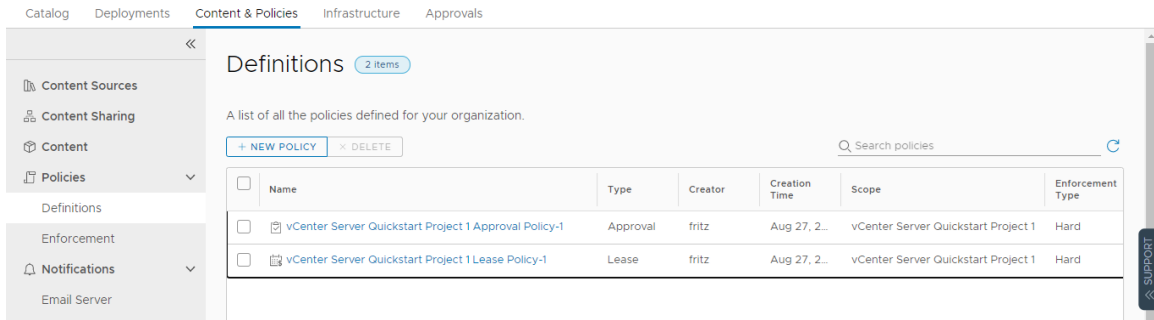 Catalog Deployments Content & Policies Infrastructure Approvals
Content Sources
Content Sharing
Content
Policies
Definitions
Enforcement
Notifications
Email Server
Definitions 2 items
A list of all the policies defined for your organization.
+ NEW POLICY × DELETE Search policies
Name Type Creator Creation Time Scope Enforcement Type
vCenter Server Quickstart Project 1 Approval Policy-1 Approval fritz Aug 27, 2... vCenter Server Quickstart Project 1 Hard
vCenter Server Quickstart Project 1 Lease Policy-1 Lease fritz Aug 27, 2... vCenter Server Quickstart Project 1 Hard
SUPPORT